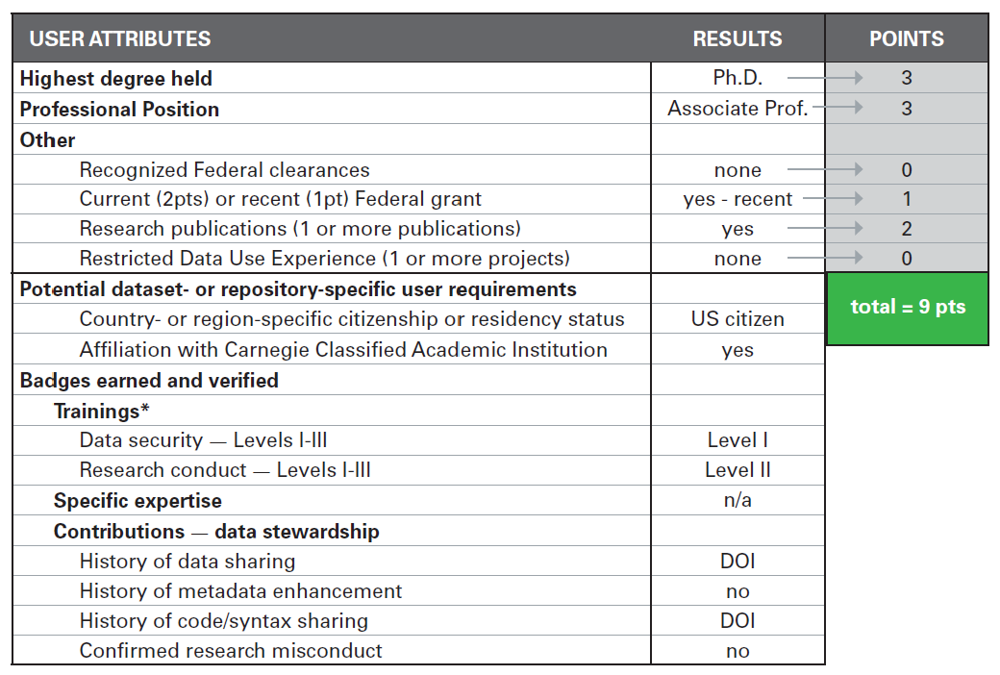 USER ATTRIBUTES RESULTS POINTS
Highest degree held Ph.D. 3
Professional Position Associate Prof. 3
Other
Recognized Federal clearances none 0
Current (2pts) or recent (1pt) Federal grant yes - recent 1
Research publications (1 or more publications) yes 2
Restricted Data Use Experience (1 or more projects) none 0
Potential dataset- or repository-specific user requirements
total = 9 pts
Country- or region-specific citizenship or residency status US citizen
Affiliation with Carnegie Classified Academic Institution yes
Badges earned and verified
Trainings*
Data security — Levels I-III Level I
Research conduct — Levels I-III Level II
Specific expertise n/a
Contributions — data stewardship
History of data sharing DOI
History of metadata enhancement no
History of code/syntax sharing DOI
Confirmed research misconduct no